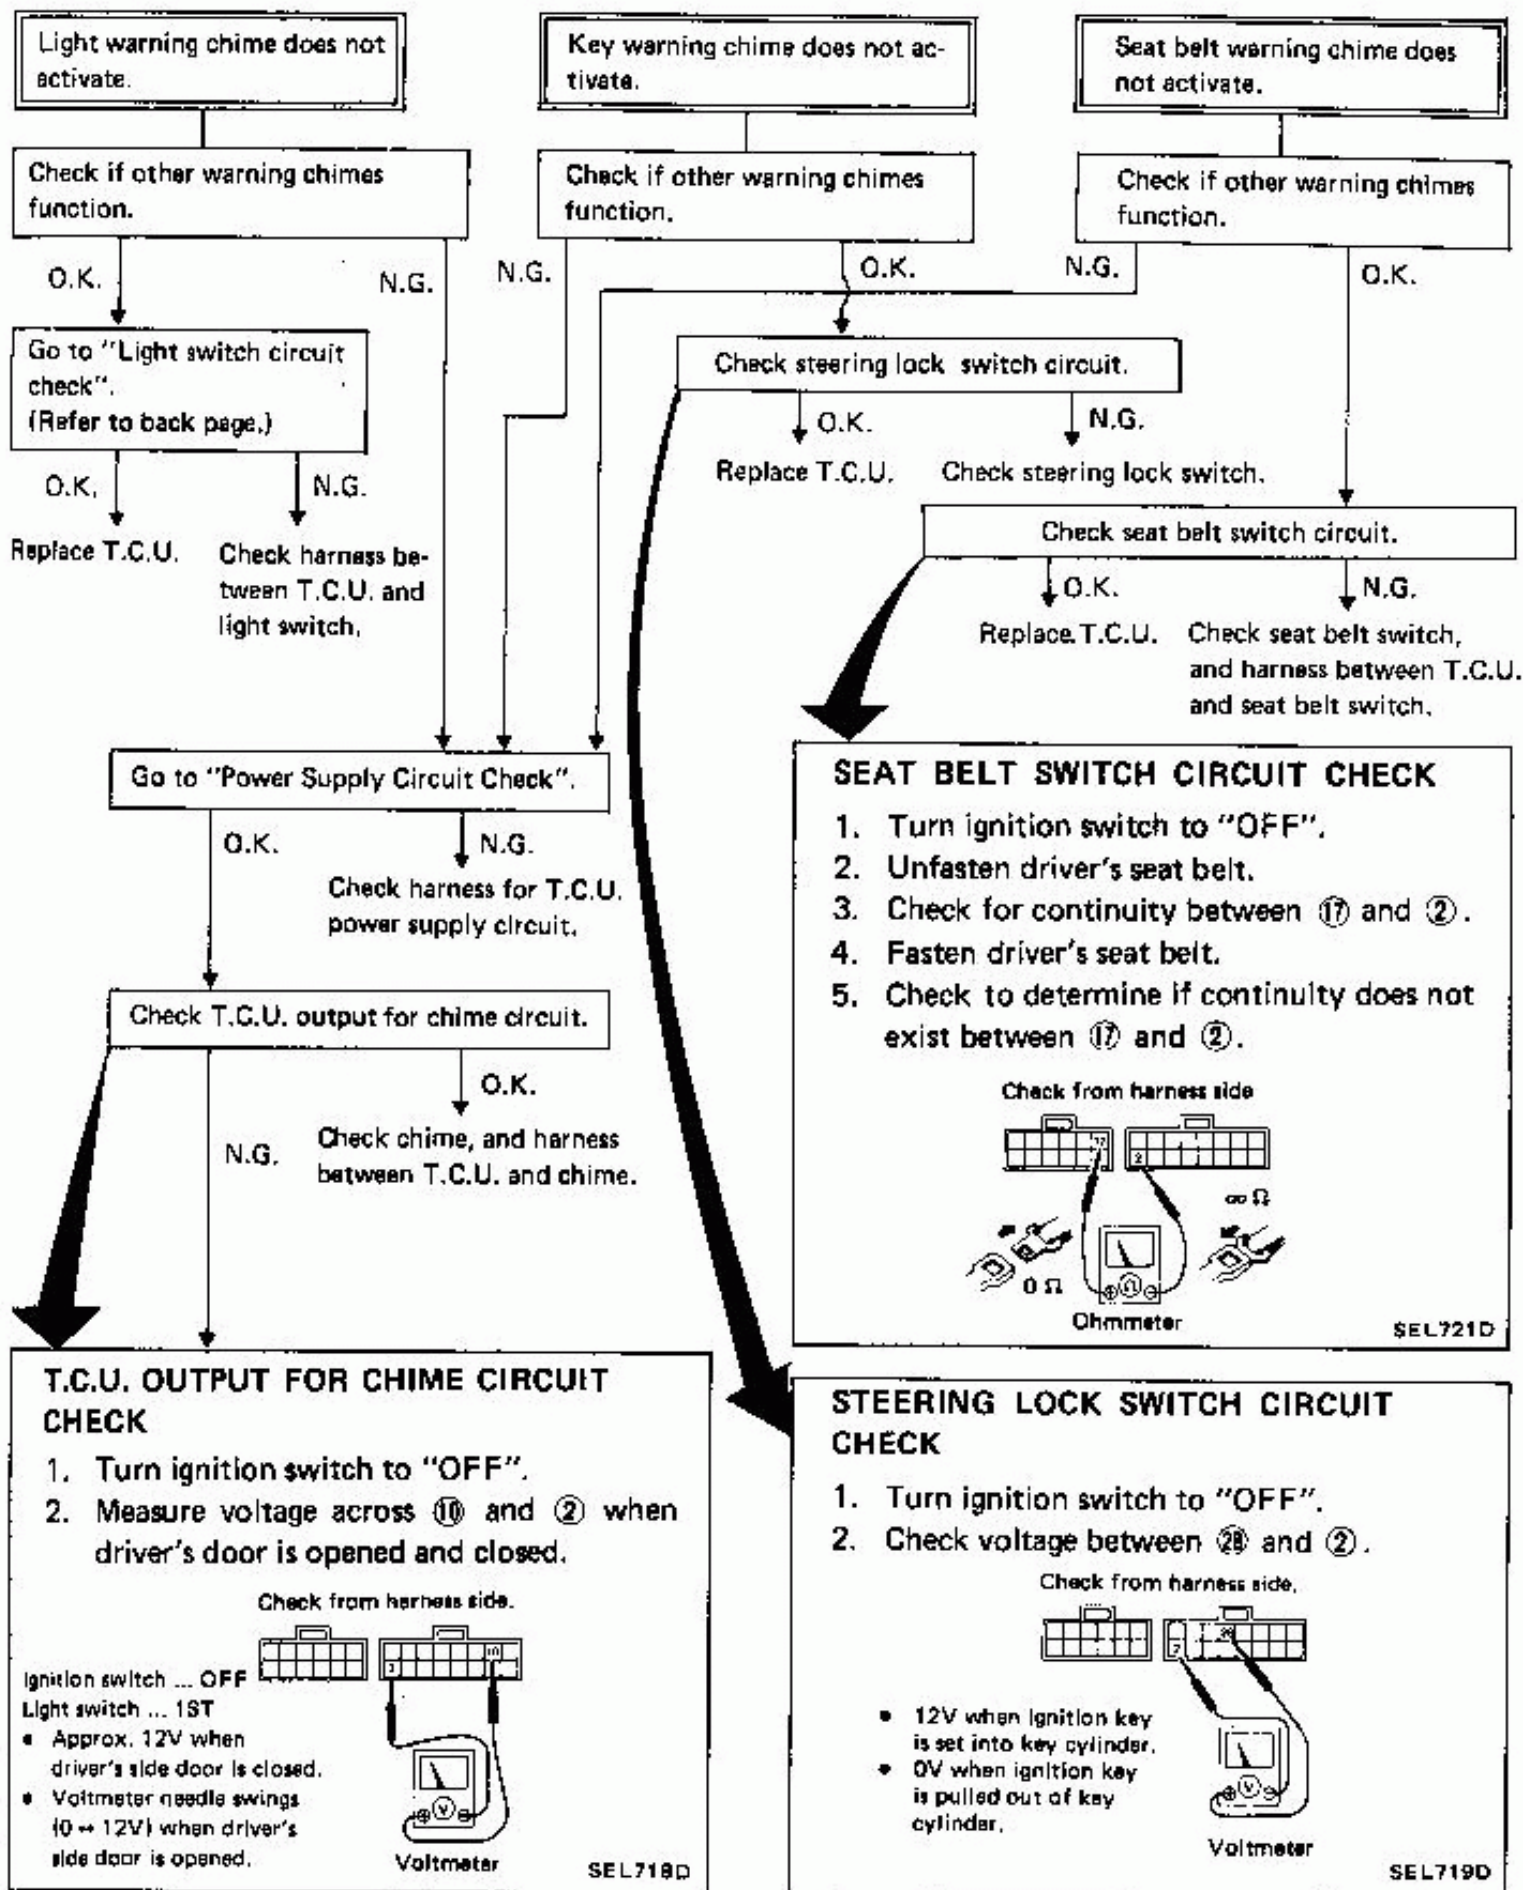 Light warning chime does not
activate.
Key warning chime does not ac-
tivate.
Seat belt warning chime does
not activate.
Check if other warning chimes
function.
Check if other warning chimes
function.
Check if other warning chimes
function.
O.K.
N.G.
N.G.
O.K.
N.G.
O.K.
Go to "Light switch circuit
check".
(Refer to back page.)
Check steering lock switch circuit.
O.K.
N.G.
O.K.
N.G.
Replace T.C.U.
Check steering lock switch.
Replace T.C.U.
Check harness be-
tween T.C.U. and
light switch.
Check seat belt switch circuit.
O.K.
N.G.
Replace T.C.U.
Check seat belt switch,
and harness between T.C.U.
and seat belt switch.
Go to "Power Supply Circuit Check".
O.K.
N.G.
Check harness for T.C.U.
power supply circuit.
Check T.C.U. output for chime circuit.
O.K.
N.G.
Check chime, and harness
between T.C.U. and chime.
SEAT BELT SWITCH CIRCUIT CHECK
1. Turn ignition switch to "OFF".
2. Unfasten driver's seat belt.
3. Check for continuity between ⑰ and ②.
4. Fasten driver's seat belt.
5. Check to determine if continuity does not
exist between ⑰ and ②.
Check from harness side
17
2
∞ Ω
0 Ω
⊕ Ω ⊖
Ohmmeter
SEL721D
T.C.U. OUTPUT FOR CHIME CIRCUIT
CHECK
1. Turn ignition switch to "OFF".
2. Measure voltage across ⑩ and ② when
driver's door is opened and closed.
Check from harness side.
10
2
Ignition switch ... OFF
Light switch ... 1ST
• Approx. 12V when
driver's side door is closed.
• Voltmeter needle swings
(0 ↔ 12V) when driver's
side door is opened.
⊕ V ⊖
Voltmeter
SEL718D
STEERING LOCK SWITCH CIRCUIT
CHECK
1. Turn ignition switch to "OFF".
2. Check voltage between ㉘ and ②.
Check from harness side.
28
2
• 12V when ignition key
is set into key cylinder.
• 0V when ignition key
is pulled out of key
cylinder.
⊕ V ⊖
Voltmeter
SEL719D